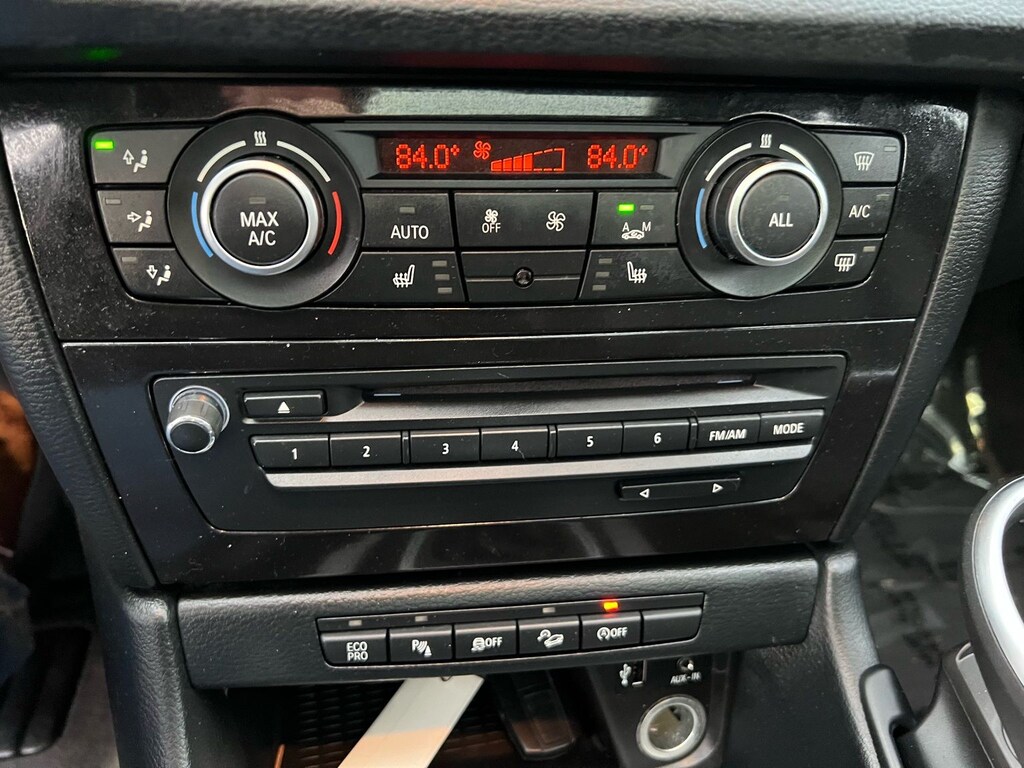 84.0° 84.0°
MAX
A/C
AUTO
OFF
A M
ALL
A/C
1 2 3 4 5 6 FM/AM MODE
ECO
PRO
P
OFF
OFF
AUX-IN